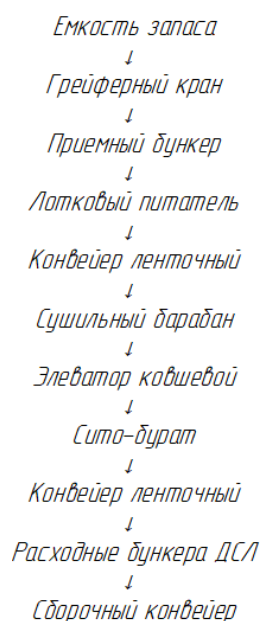 Емкость запаса
↓
Грейферный кран
↓
Приемный бункер
↓
Лотковый питатель
↓
Конвейер ленточный
↓
Сушильный барабан
↓
Элеватор ковшевой
↓
Сито-бурат
↓
Конвейер ленточный
↓
Расходные бункера ДСЛ
↓
Сборочный конвейер